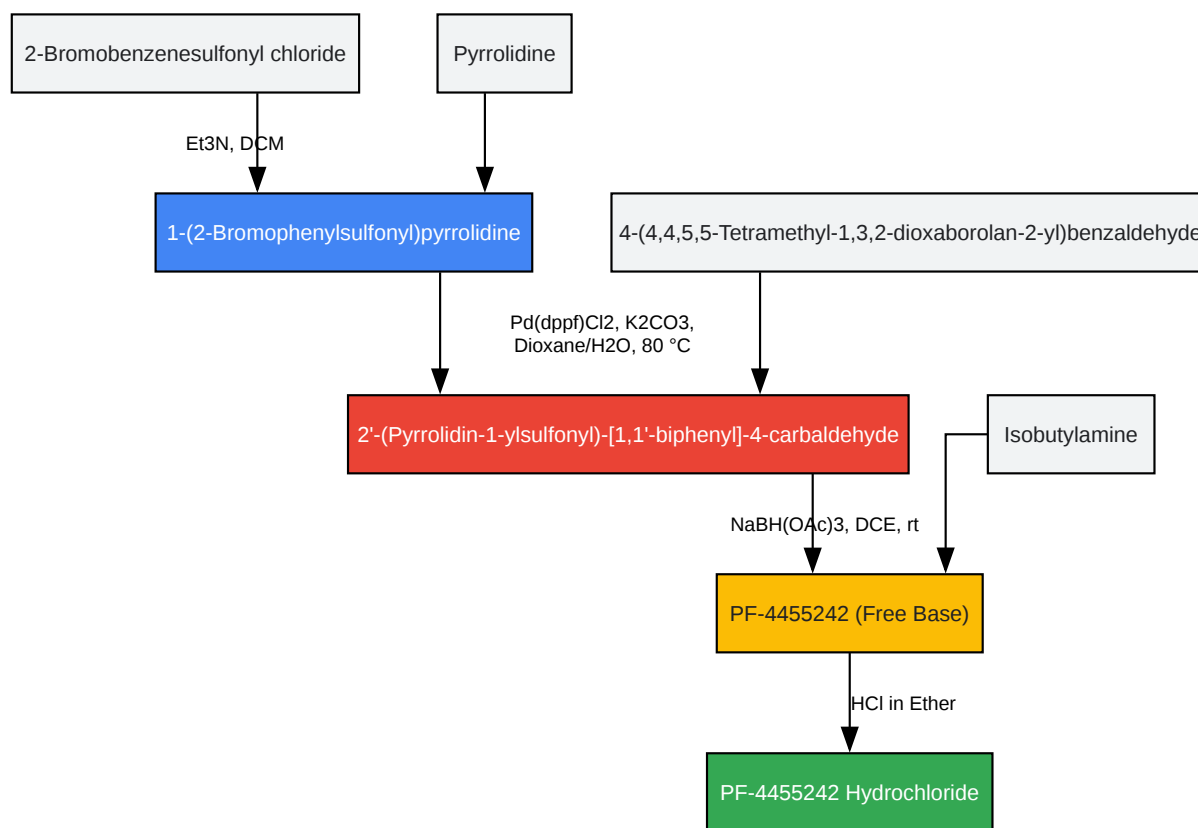 2-Bromobenzenesulfonyl chloride
Pyrrolidine
Et3N, DCM
1-(2-Bromophenylsulfonyl)pyrrolidine
4-(4,4,5,5-Tetramethyl-1,3,2-dioxaborolan-2-yl)benzaldehyde
Pd(dppf)Cl2, K2CO3,
Dioxane/H2O, 80 °C
2'-(Pyrrolidin-1-ylsulfonyl)-[1,1'-biphenyl]-4-carbaldehyde
Isobutylamine
NaBH(OAc)3, DCE, rt
PF-4455242 (Free Base)
HCl in Ether
PF-4455242 Hydrochloride